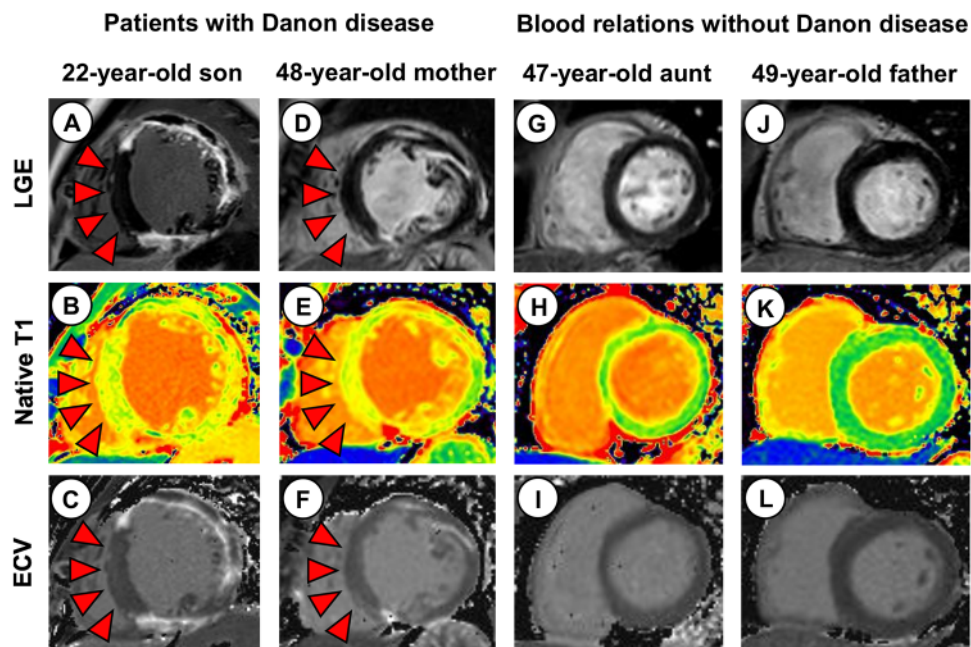 Patients with Danon disease Blood relations without Danon disease
22-year-old son 48-year-old mother 47-year-old aunt 49-year-old father
LGE
A D G J
Native T1
B E H K
ECV
C F I L